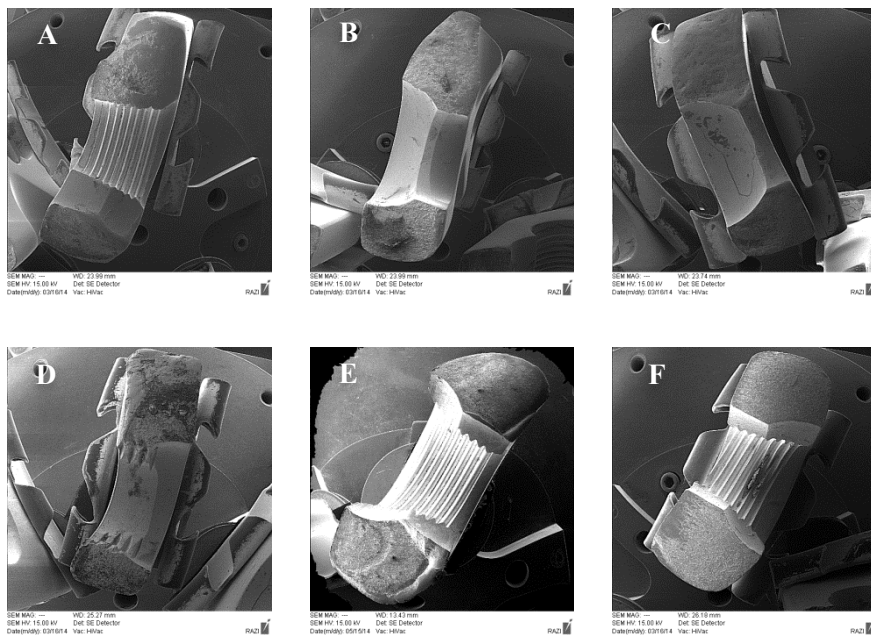 A
B
C
SEM MAG: --- WD: 23.99 mm
SEM HV: 15.00 kV Det: SE Detector
Date(m/d/y): 03/16/14 Vac: HiVac
RAZI
SEM MAG: --- WD: 23.99 mm
SEM HV: 15.00 kV Det: SE Detector
Date(m/d/y): 03/16/14 Vac: HiVac
RAZI
SEM MAG: --- WD: 23.74 mm
SEM HV: 15.00 kV Det: SE Detector
Date(m/d/y): 03/16/14 Vac: HiVac
RAZI
D
E
F
SEM MAG: --- WD: 25.27 mm
SEM HV: 15.00 kV Det: SE Detector
Date(m/d/y): 03/16/14 Vac: HiVac
RAZI
SEM MAG: --- WD: 13.43 mm
SEM HV: 15.00 kV Det: SE Detector
Date(m/d/y): 05/15/14 Vac: HiVac
RAZI
SEM MAG: --- WD: 26.18 mm
SEM HV: 15.00 kV Det: SE Detector
Date(m/d/y): 03/16/14 Vac: HiVac
RAZI